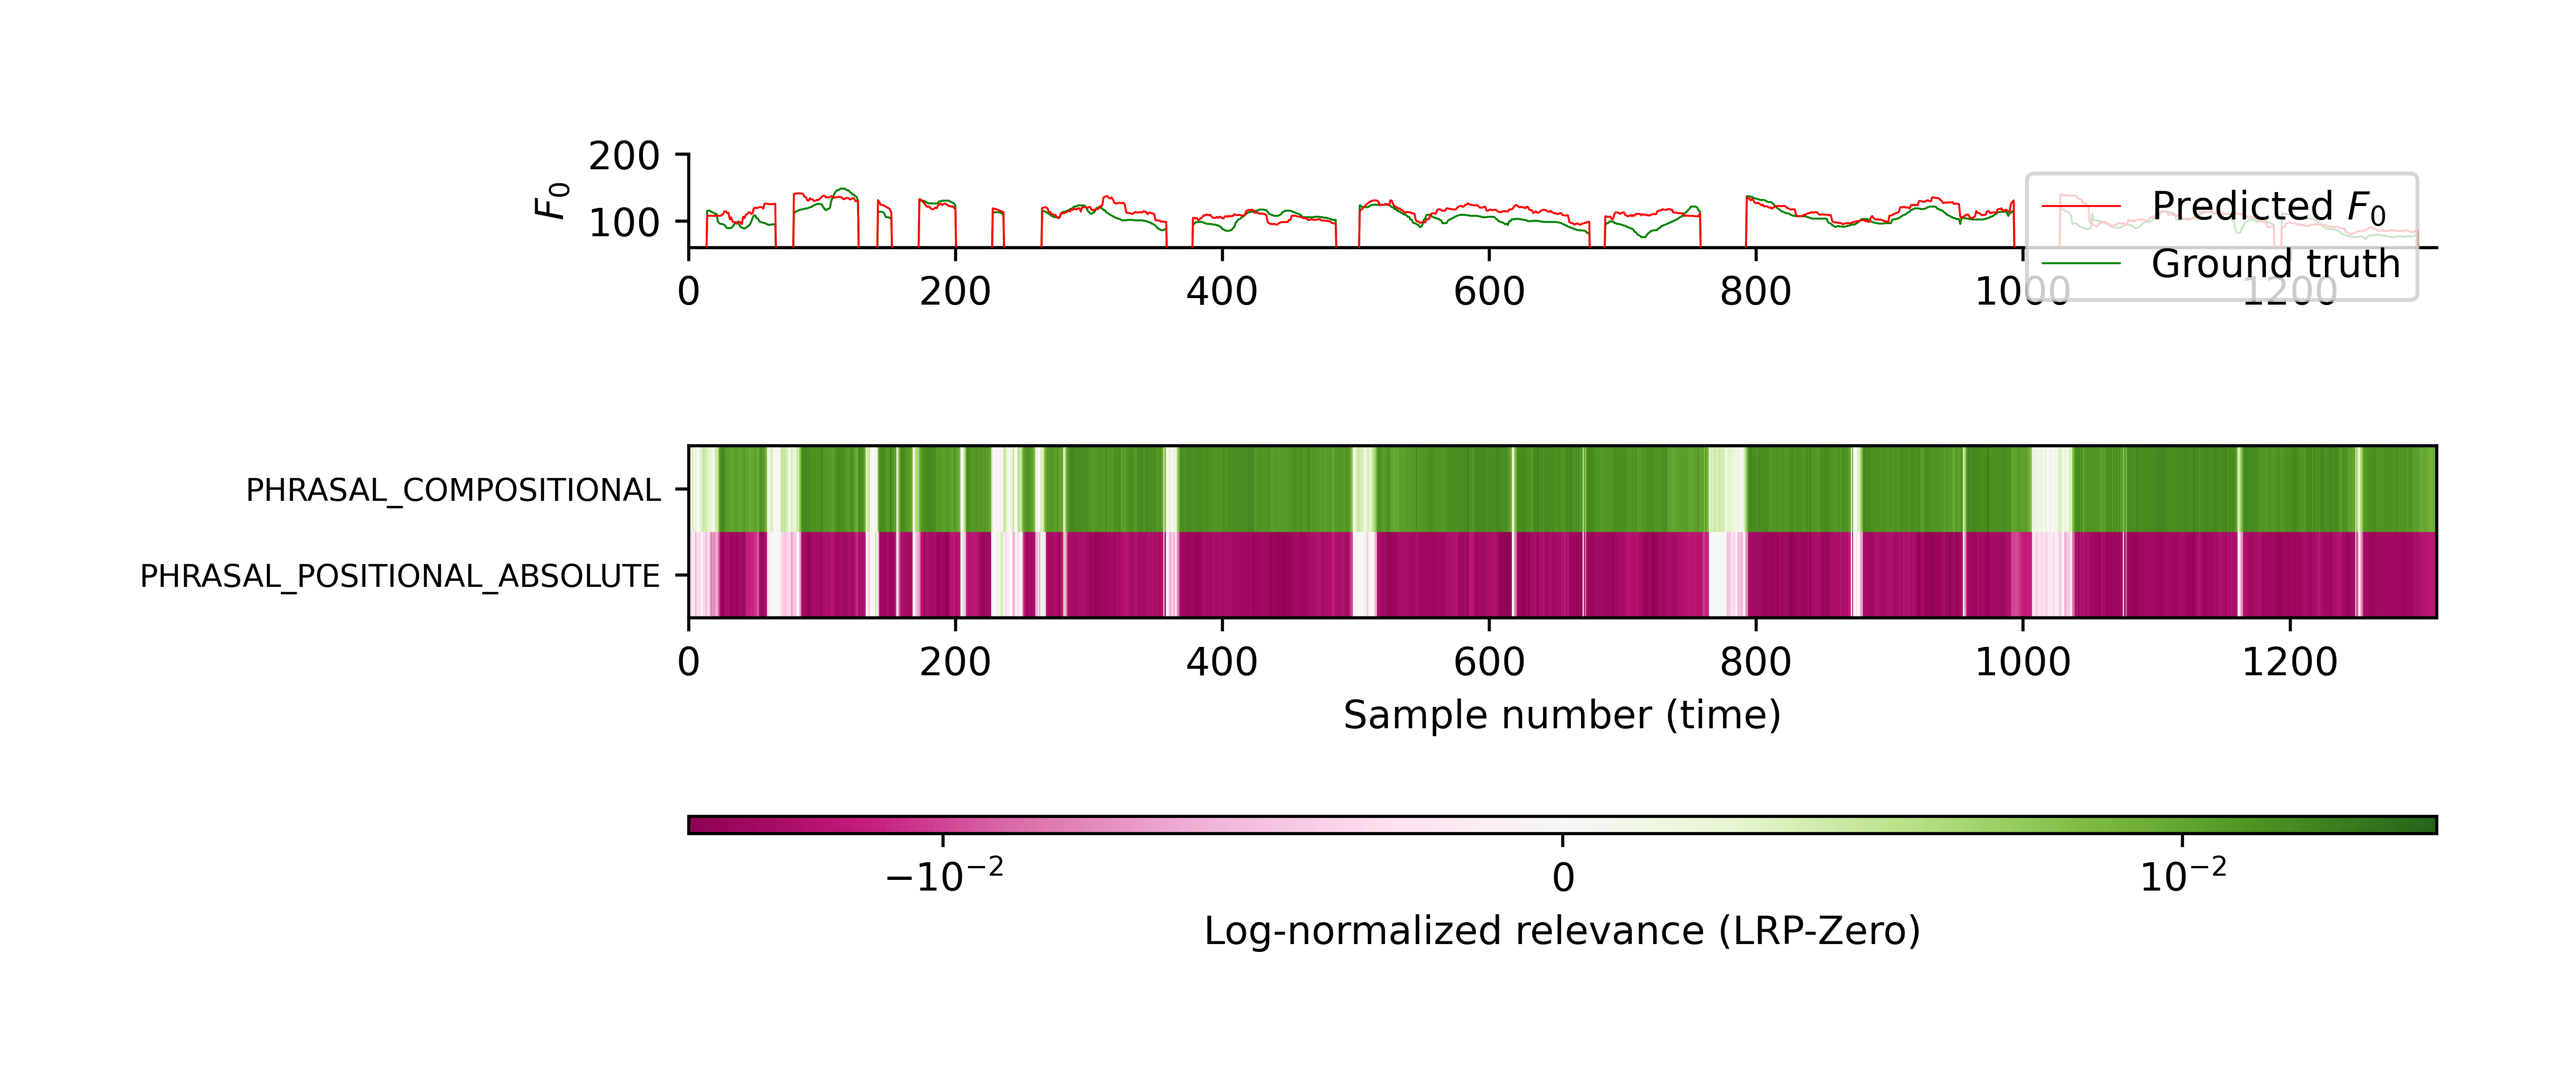 200
100
F0
Predicted F0
Ground truth
0 200 400 600 800 1000 1200
PHRASAL_COMPOSITIONAL
PHRASAL_POSITIONAL_ABSOLUTE
0 200 400 600 800 1000 1200
Sample number (time)
−10⁻² 0 10⁻²
Log-normalized relevance (LRP-Zero)